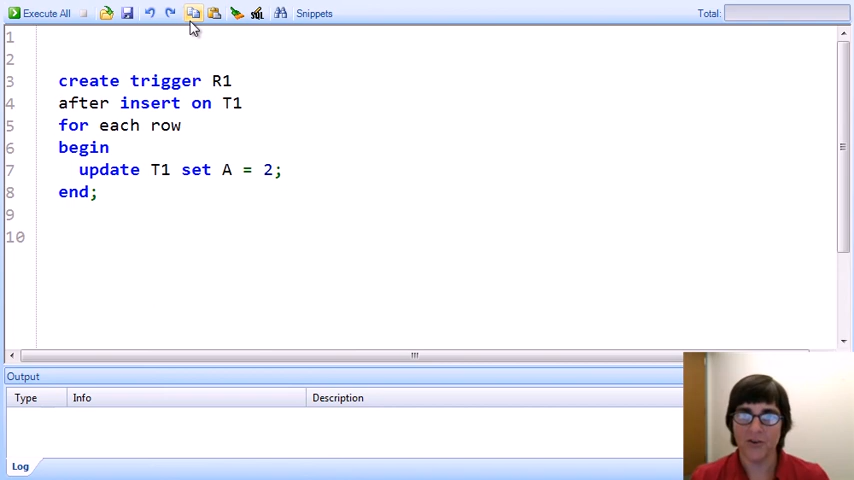 Execute All
SQL
Snippets
Total:
1
2
3 create trigger R1
4 after insert on T1
5 for each row
6 begin
7 update T1 set A = 2;
8 end;
9
10
Output
Type Info Description
Log